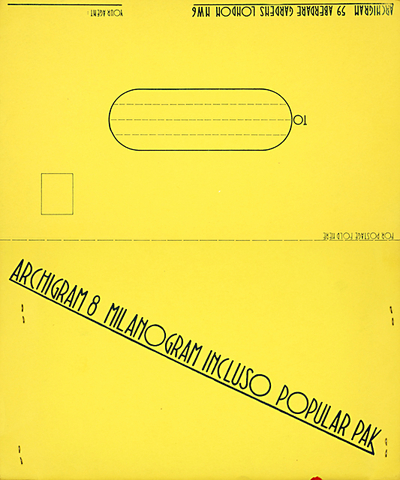 YOUR AGENT:
ARCHIGRAM 59 ABERDARE GARDENS LONDON NW6
TO
FOR POSTAGE FOLD HERE
ARCHIGRAM 8 MILANOGRAM INCLUSO POPULAR PAK